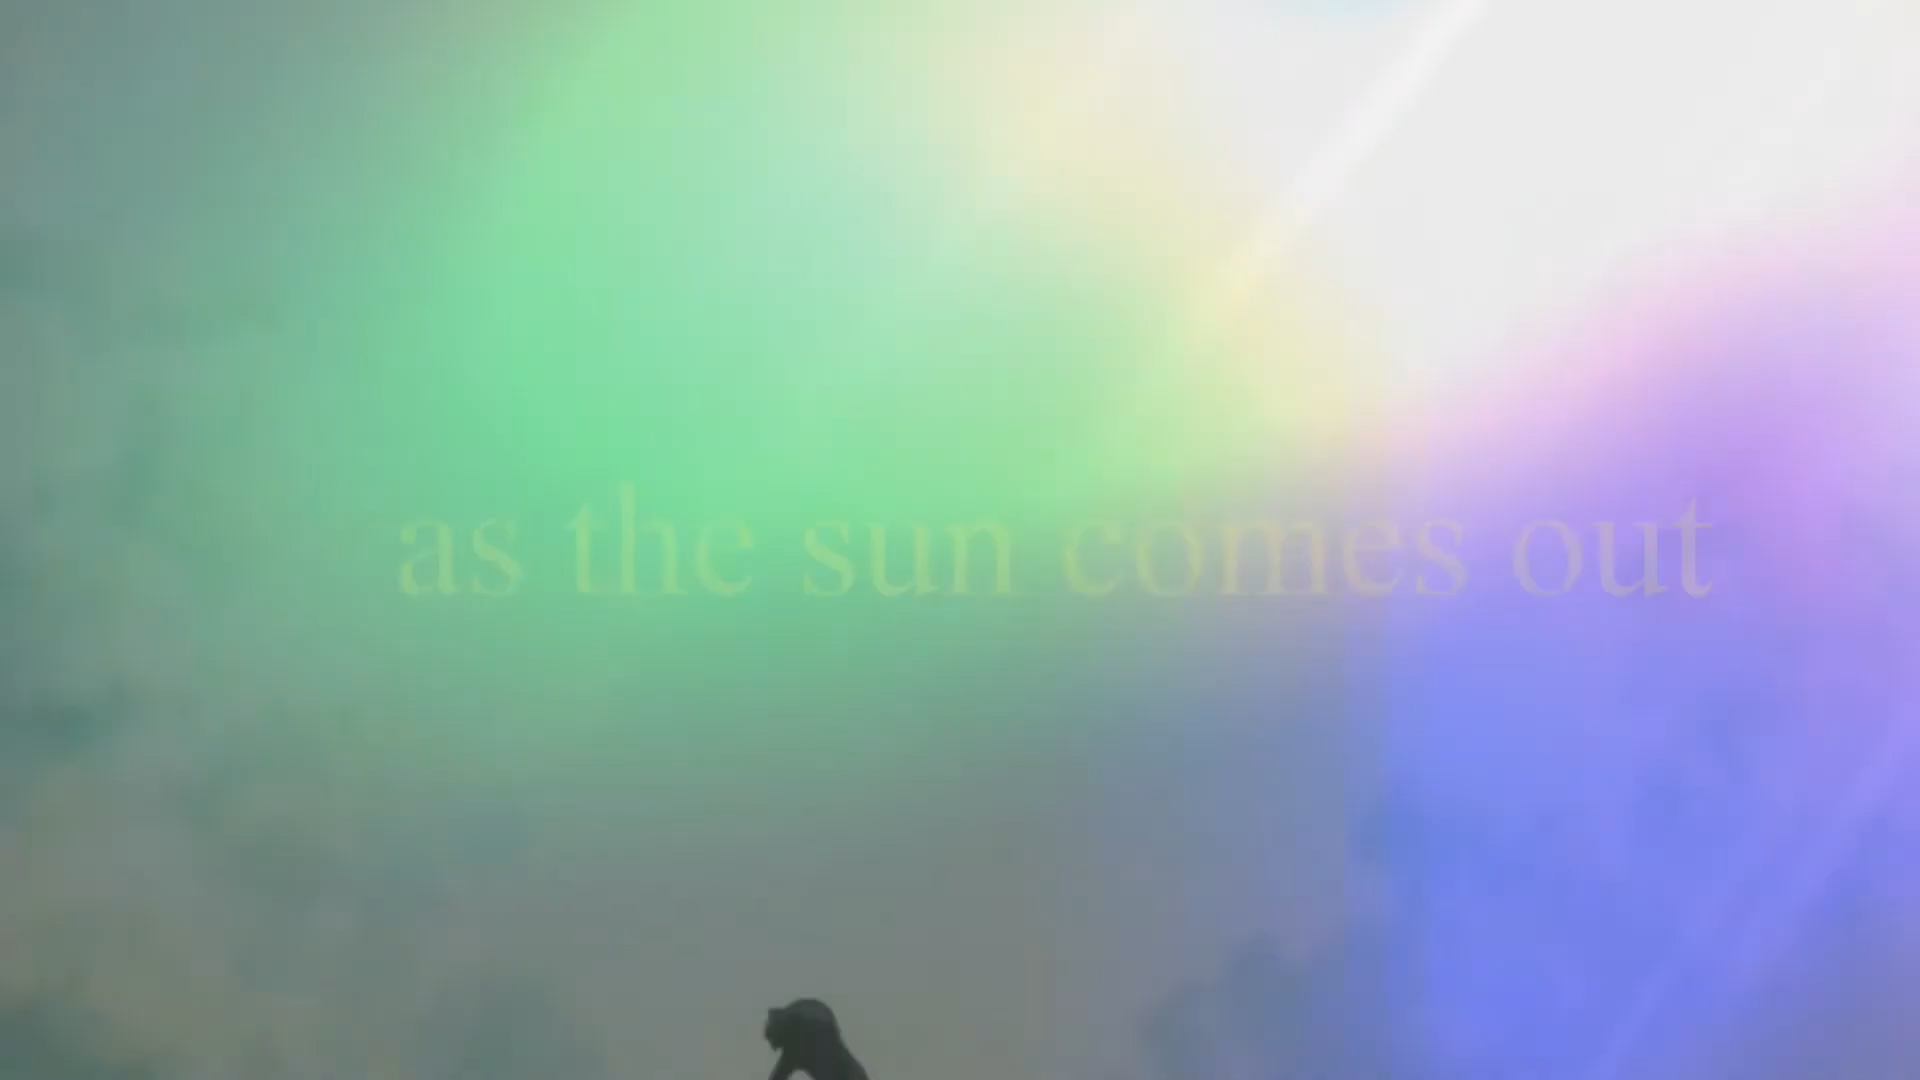 as the sun comes out